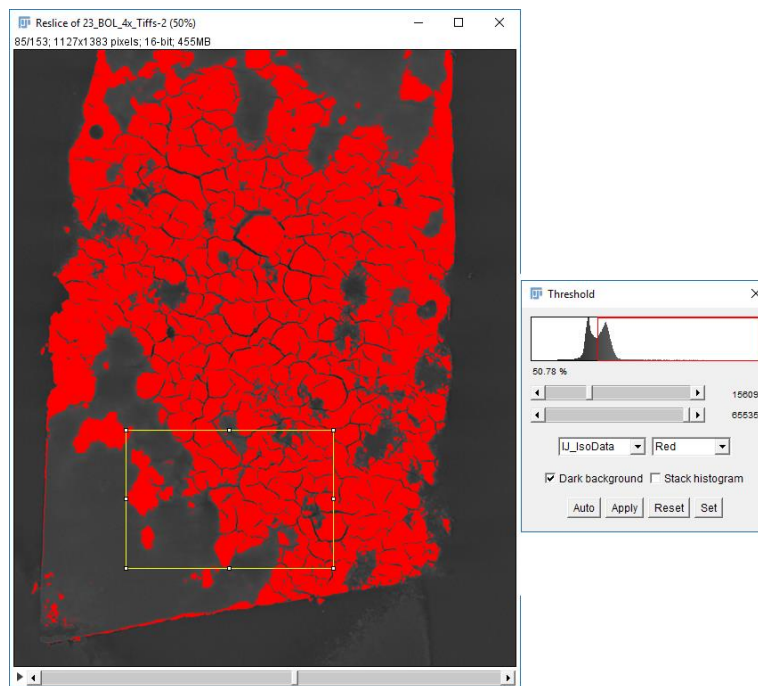 Reslice of 23_BOL_4x_Tiffs-2 (50%)
85/153; 1127x1383 pixels; 16-bit; 455MB
Threshold
50.78 %
15609
65535
IJ_IsoData Red
Dark background Stack histogram
Auto Apply Reset Set